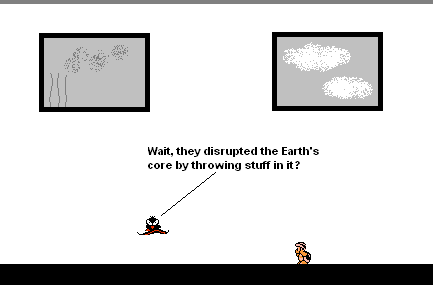 Wait, they disrupted the Earth's
core by throwing stuff in it?